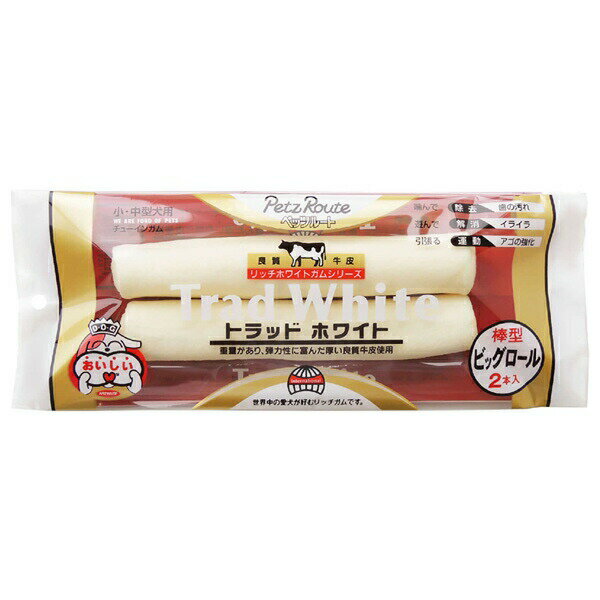 小・中型犬用
WE ARE FOND OF PETS
チューインガム
Petz Route
ペッツルート
噛んで 除去 歯の汚れ
遊んで 解消 イライラ
引張る 運動 アゴの強化
良質 牛皮
リッチホワイトガムシリーズ
Trad White
トラッド ホワイト
重量があり、弾力性に富んだ厚い良質牛皮使用
DOG
おいしい
棒型
ビッグロール
2本入
世界中の愛犬が好むリッチガムです。